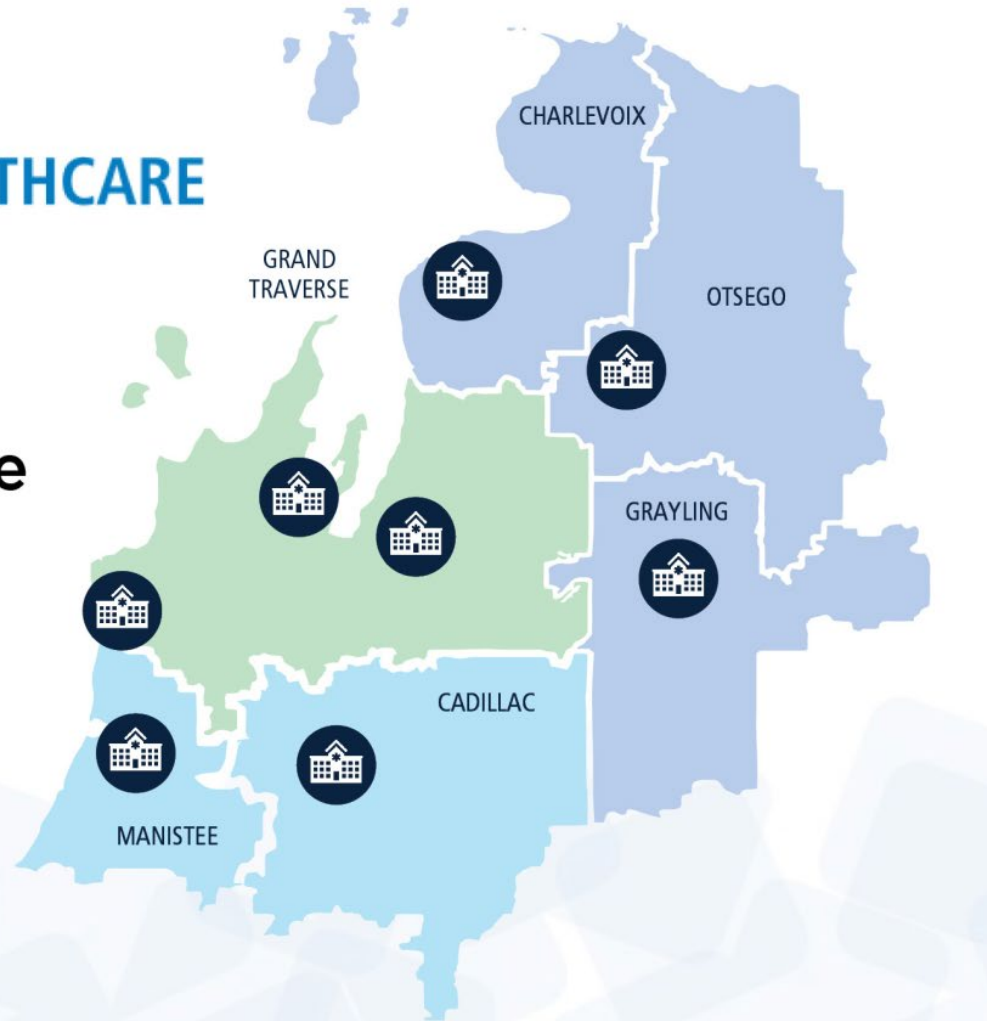 CHARLEVOIX
THCARE
GRAND
TRAVERSE
OTSEGO
e
GRAYLING
CADILLAC
MANISTEE